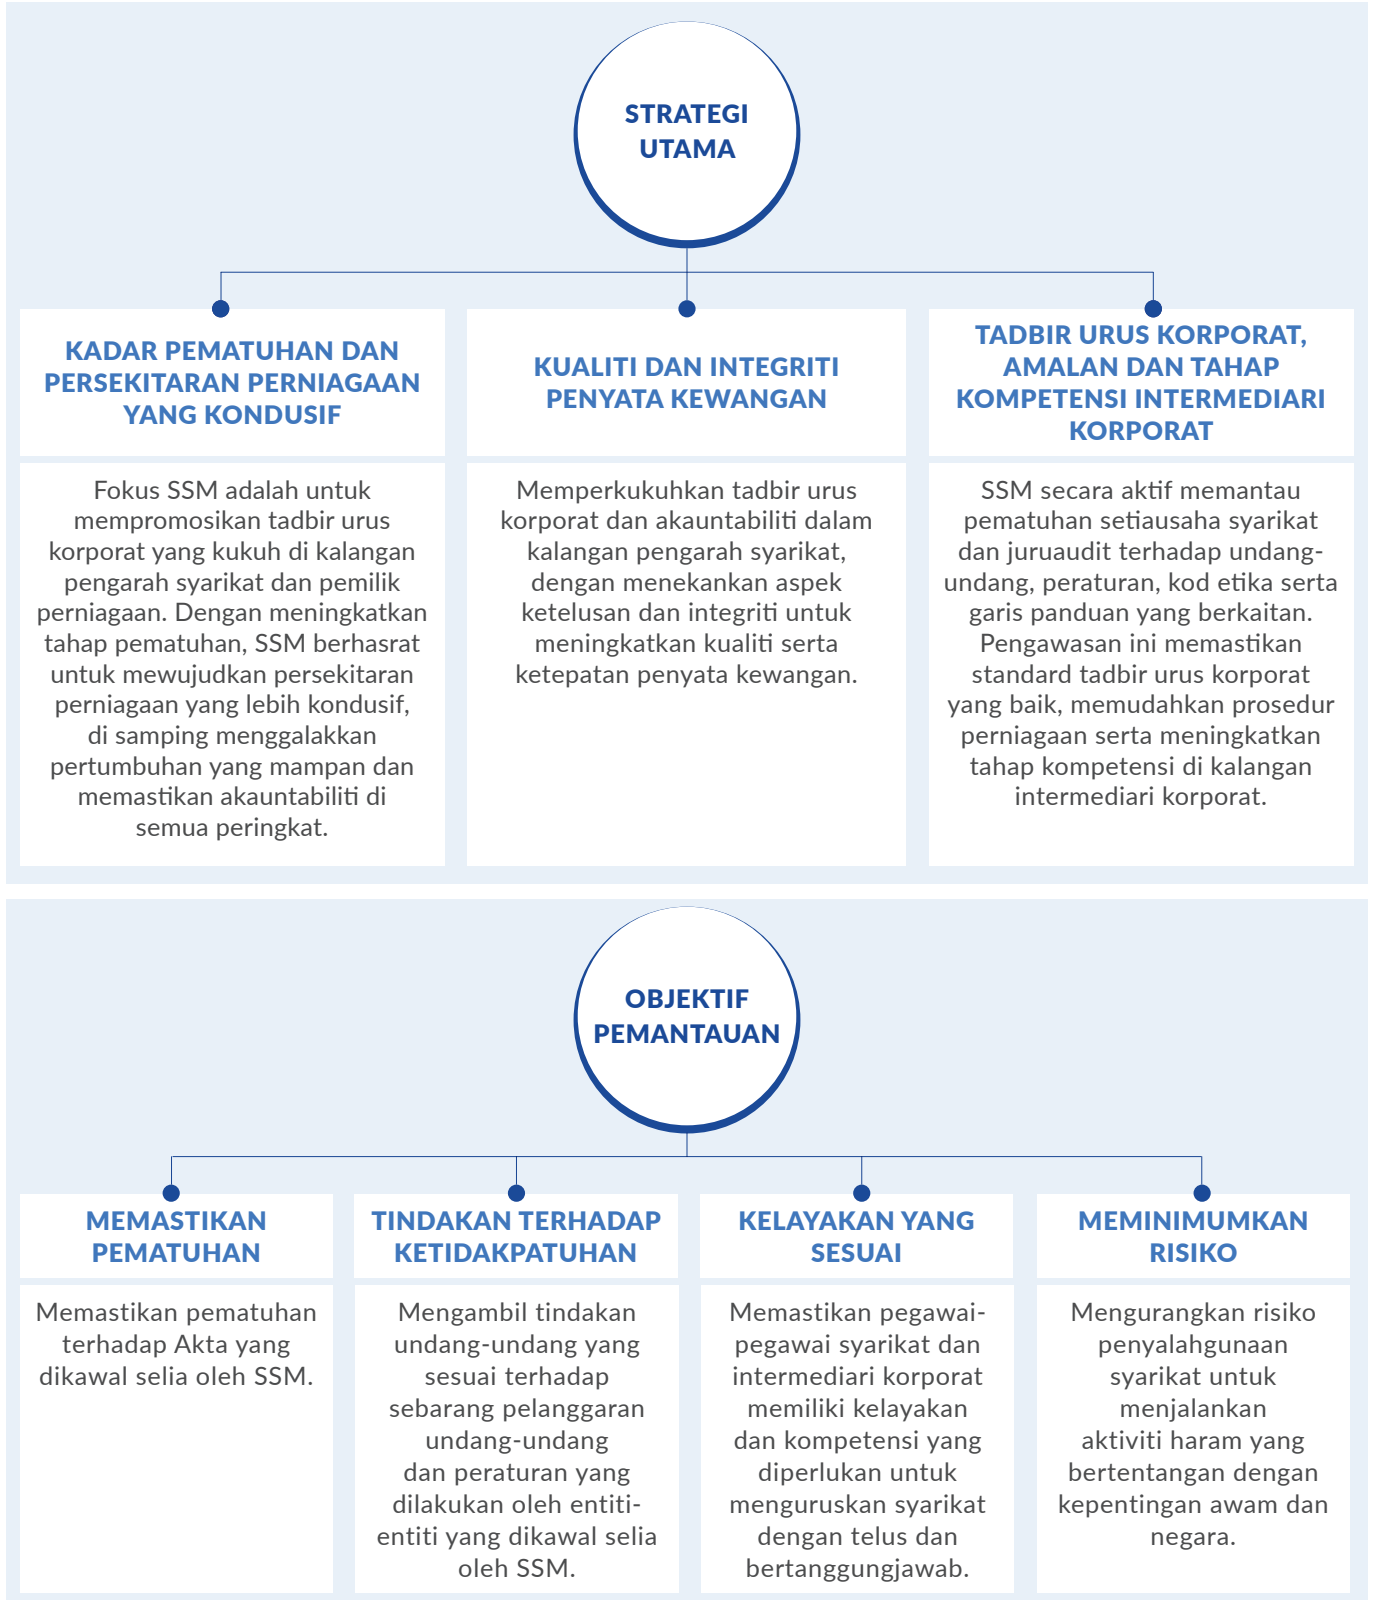 STRATEGI
UTAMA
KADAR PEMATUHAN DAN
PERSEKITARAN PERNIAGAAN
YANG KONDUSIF
Fokus SSM adalah untuk
mempromosikan tadbir urus
korporat yang kukuh di kalangan
pengarah syarikat dan pemilik
perniagaan. Dengan meningkatkan
tahap pematuhan, SSM berhasrat
untuk mewujudkan persekitaran
perniagaan yang lebih kondusif,
di samping menggalakkan
pertumbuhan yang mampan dan
memastikan akauntabiliti di
semua peringkat.
KUALITI DAN INTEGRITI
PENYATA KEWANGAN
Memperkukuhkan tadbir urus
korporat dan akauntabiliti dalam
kalangan pengarah syarikat,
dengan menekankan aspek
ketelusan dan integriti untuk
meningkatkan kualiti serta
ketepatan penyata kewangan.
TADBIR URUS KORPORAT,
AMALAN DAN TAHAP
KOMPETENSI INTERMEDIARI
KORPORAT
SSM secara aktif memantau
pematuhan setiausaha syarikat
dan juruaudit terhadap undang-
undang, peraturan, kod etika serta
garis panduan yang berkaitan.
Pengawasan ini memastikan
standard tadbir urus korporat
yang baik, memudahkan prosedur
perniagaan serta meningkatkan
tahap kompetensi di kalangan
intermediari korporat.
OBJEKTIF
PEMANTAUAN
MEMASTIKAN
PEMATUHAN
Memastikan pematuhan
terhadap Akta yang
dikawal selia oleh SSM.
TINDAKAN TERHADAP
KETIDAKPATUHAN
Mengambil tindakan
undang-undang yang
sesuai terhadap
sebarang pelanggaran
undang-undang
dan peraturan yang
dilakukan oleh entiti-
entiti yang dikawal selia
oleh SSM.
KELAYAKAN YANG
SESUAI
Memastikan pegawai-
pegawai syarikat dan
intermediari korporat
memiliki kelayakan
dan kompetensi yang
diperlukan untuk
menguruskan syarikat
dengan telus dan
bertanggungjawab.
MEMINIMUMKAN
RISIKO
Mengurangkan risiko
penyalahgunaan
syarikat untuk
menjalankan
aktiviti haram yang
bertentangan dengan
kepentingan awam dan
negara.